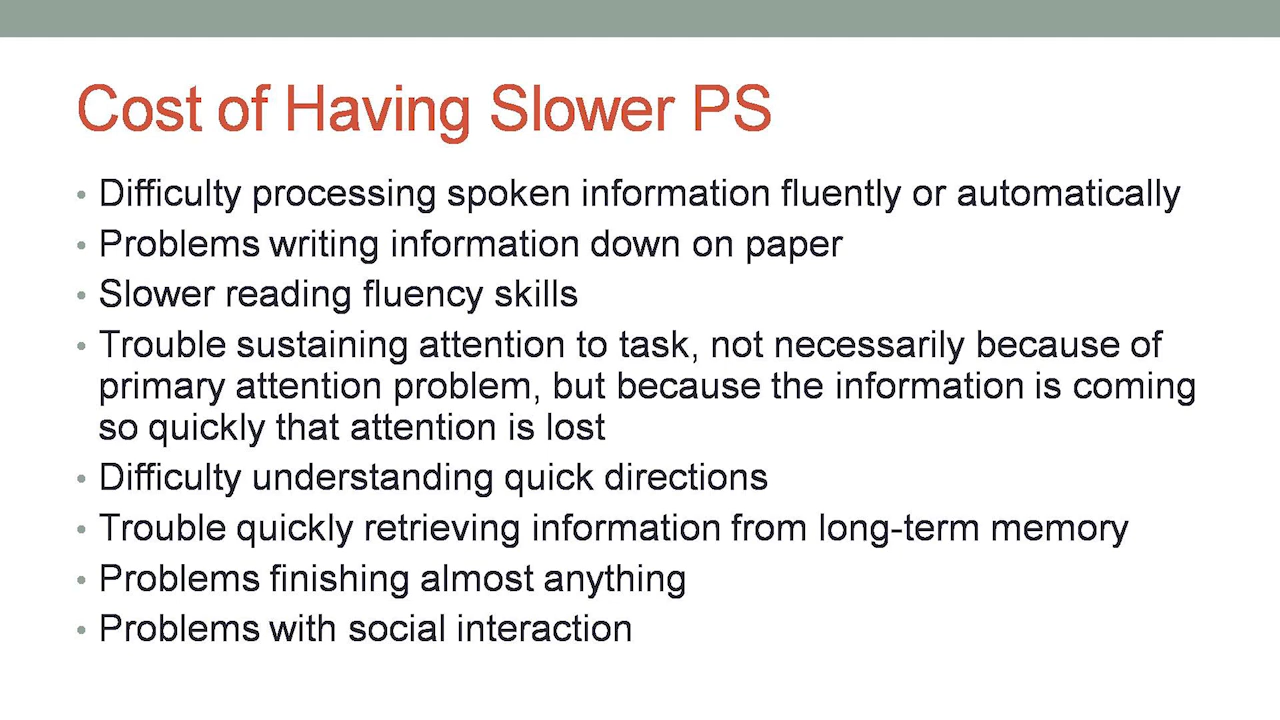 Cost of Having Slower PS
• Difficulty processing spoken information fluently or automatically
• Problems writing information down on paper
• Slower reading fluency skills
• Trouble sustaining attention to task, not necessarily because of
primary attention problem, but because the information is coming
so quickly that attention is lost
• Difficulty understanding quick directions
• Trouble quickly retrieving information from long-term memory
• Problems finishing almost anything
• Problems with social interaction